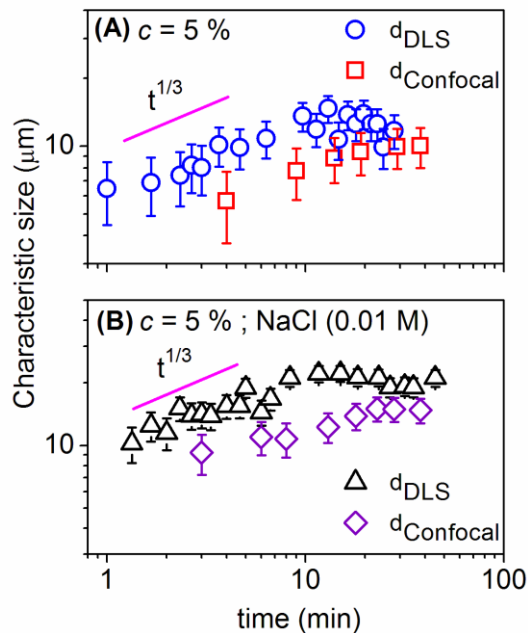 (A) c = 5 %
d_DLS
d_Confocal
t^1/3
10
Characteristic size (μm)
(B) c = 5 % ; NaCl (0.01 M)
t^1/3
10
d_DLS
d_Confocal
1 10 100
time (min)